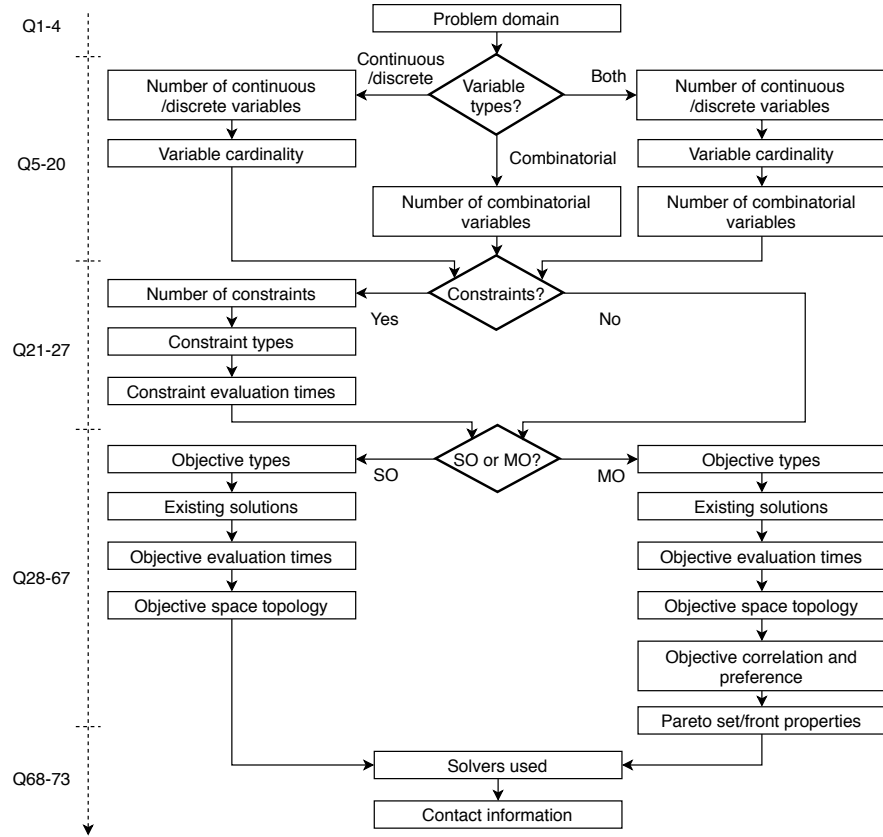 Q1-4
Problem domain
Continuous
/discrete
Variable
types?
Both
Number of continuous
/discrete variables
Number of continuous
/discrete variables
Q5-20
Variable cardinality
Combinatorial
Variable cardinality
Number of combinatorial
variables
Number of combinatorial
variables
Number of constraints
Constraints?
Yes
No
Q21-27
Constraint types
Constraint evaluation times
Objective types
SO or MO?
Objective types
SO
MO
Existing solutions
Existing solutions
Objective evaluation times
Objective evaluation times
Q28-67
Objective space topology
Objective space topology
Objective correlation and
preference
Pareto set/front properties
Q68-73
Solvers used
Contact information